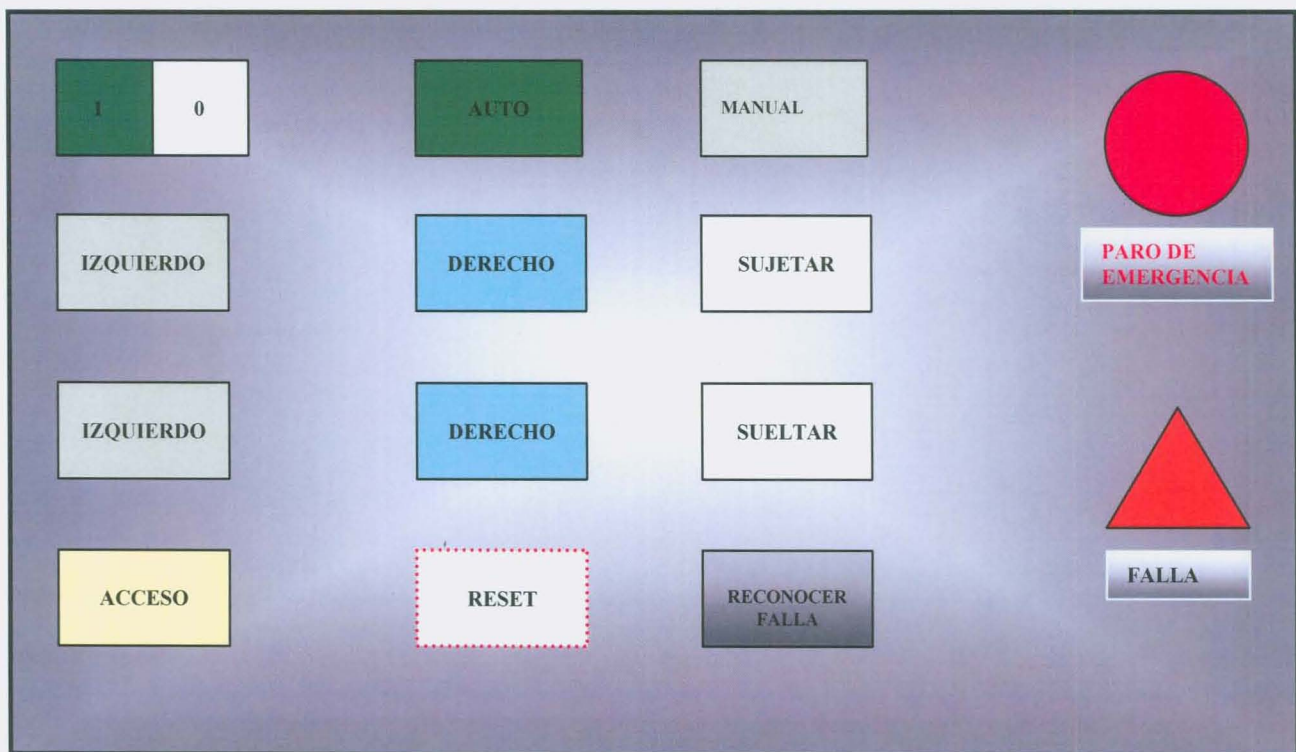 1 0 AUTO MANUAL
IZQUIERDO DERECHO SUJETAR
PARO DE
EMERGENCIA
IZQUIERDO DERECHO SUELTAR
ACCESO RESET RECONOCER
FALLA
FALLA